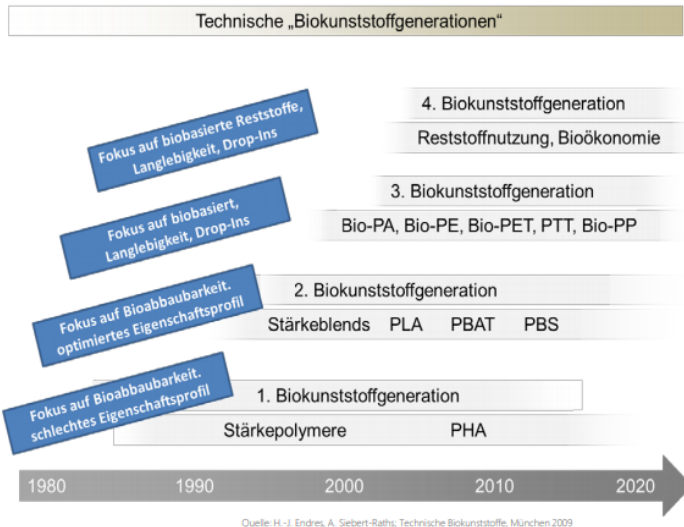 Technische „Biokunststoffgenerationen“
Fokus auf biobasierte Reststoffe,
Langlebigkeit, Drop-Ins
4. Biokunststoffgeneration
Reststoffnutzung, Bioökonomie
Fokus auf biobasiert,
Langlebigkeit, Drop-Ins
3. Biokunststoffgeneration
Bio-PA, Bio-PE, Bio-PET, PTT, Bio-PP
Fokus auf Bioabbaubarkeit.
optimiertes Eigenschaftsprofil
2. Biokunststoffgeneration
Stärkeblends PLA PBAT PBS
Fokus auf Bioabbaubarkeit.
schlechtes Eigenschaftsprofil
1. Biokunststoffgeneration
Stärkepolymere PHA
1980 1990 2000 2010 2020
Quelle: H.-J. Endres, A. Siebert-Raths: Technische Biokunststoffe, München 2009